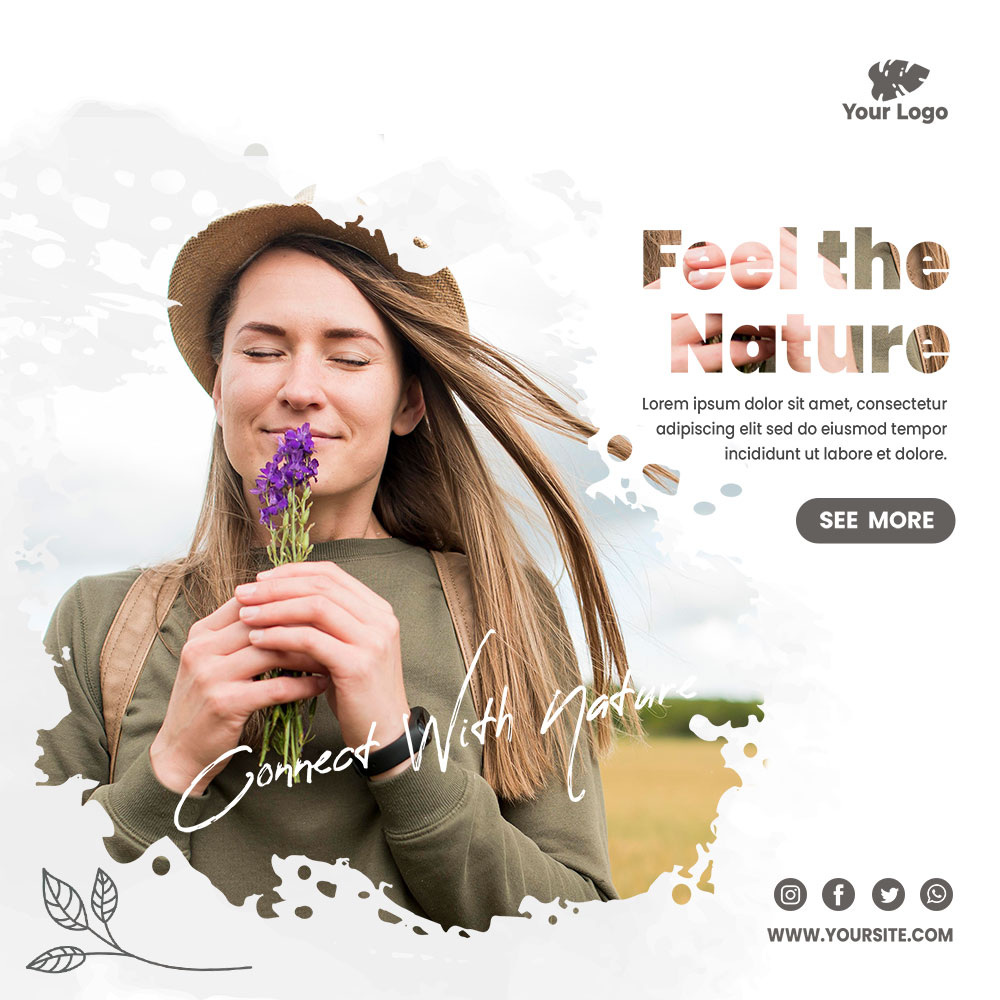 Your Logo
Feel the
Nature
Lorem ipsum dolor sit amet, consectetur
adipiscing elit sed do eiusmod tempor
incididunt ut labore et dolore.
SEE MORE
Connect With Nature
WWW.YOURSITE.COM